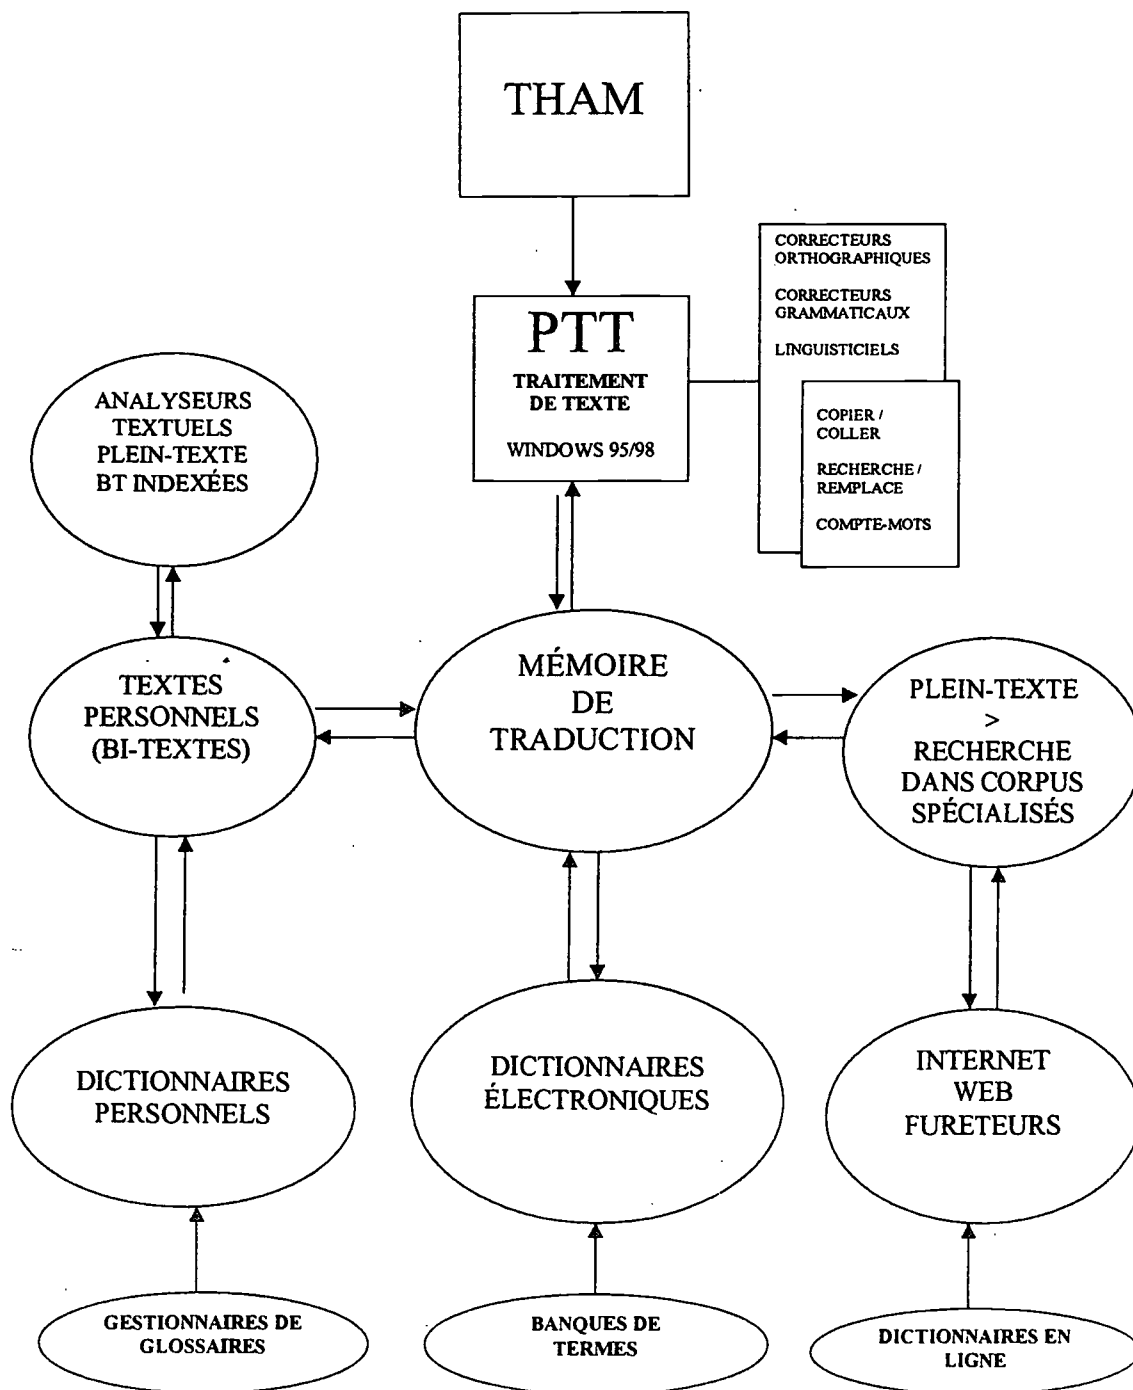 THAM
PTT
TRAITEMENT
DE TEXTE
WINDOWS 95/98
CORRECTEURS
ORTHOGRAPHIQUES
CORRECTEURS
GRAMMATICAUX
LINGUISTICIELS
COPIER /
COLLER
RECHERCHE /
REMPLACE
COMPTE-MOTS
ANALYSEURS
TEXTUELS
PLEIN-TEXTE
BT INDEXÉES
TEXTES
PERSONNELS
(BI-TEXTES)
MÉMOIRE
DE
TRADUCTION
PLEIN-TEXTE
>
RECHERCHE
DANS CORPUS
SPÉCIALISÉS
DICTIONNAIRES
PERSONNELS
DICTIONNAIRES
ÉLECTRONIQUES
INTERNET
WEB
FURETEURS
GESTIONNAIRES DE
GLOSSAIRES
BANQUES DE
TERMES
DICTIONNAIRES EN
LIGNE